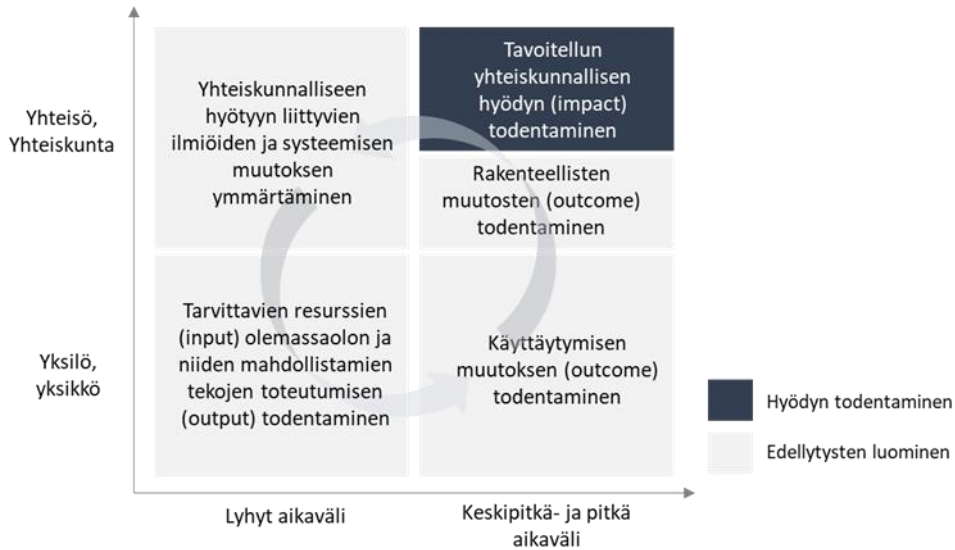 Yhteisö,
Yhteiskunta
Yhteiskunnalliseen
hyötyyn liittyvien
ilmiöiden ja systeemisen
muutoksen
ymmärtäminen
Tavoitellun
yhteiskunnallisen
hyödyn (impact)
todentaminen
Rakenteellisten
muutosten (outcome)
todentaminen
Yksilö,
yksikkö
Tarvittavien resurssien
(input) olemassaolon ja
niiden mahdollistamien
tekojen toteutumisen
(output) todentaminen
Käyttäytymisen
muutoksen (outcome)
todentaminen
Hyödyn todentaminen
Edellytysten luominen
Lyhyt aikaväli
Keskipitkä- ja pitkä
aikaväli